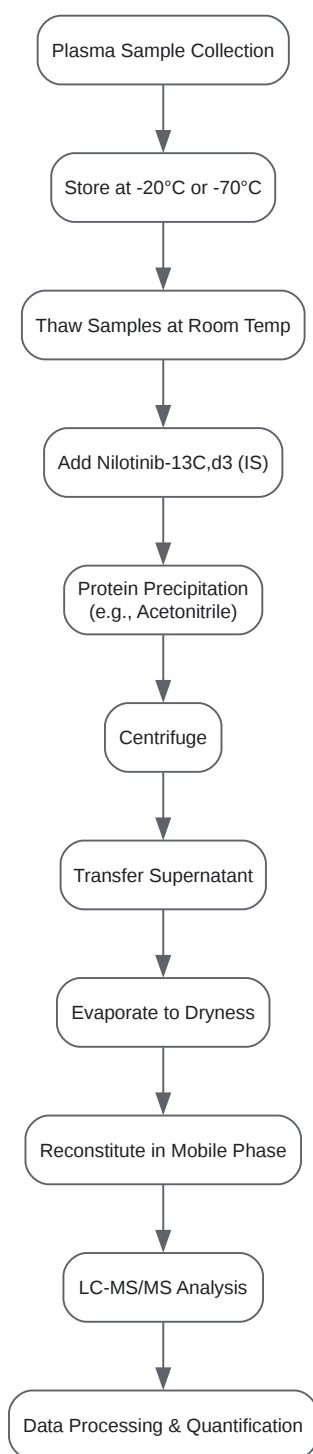 Plasma Sample Collection
Store at -20°C or -70°C
Thaw Samples at Room Temp
Add Nilotinib-13C,d3 (IS)
Protein Precipitation
(e.g., Acetonitrile)
Centrifuge
Transfer Supernatant
Evaporate to Dryness
Reconstitute in Mobile Phase
LC-MS/MS Analysis
Data Processing & Quantification